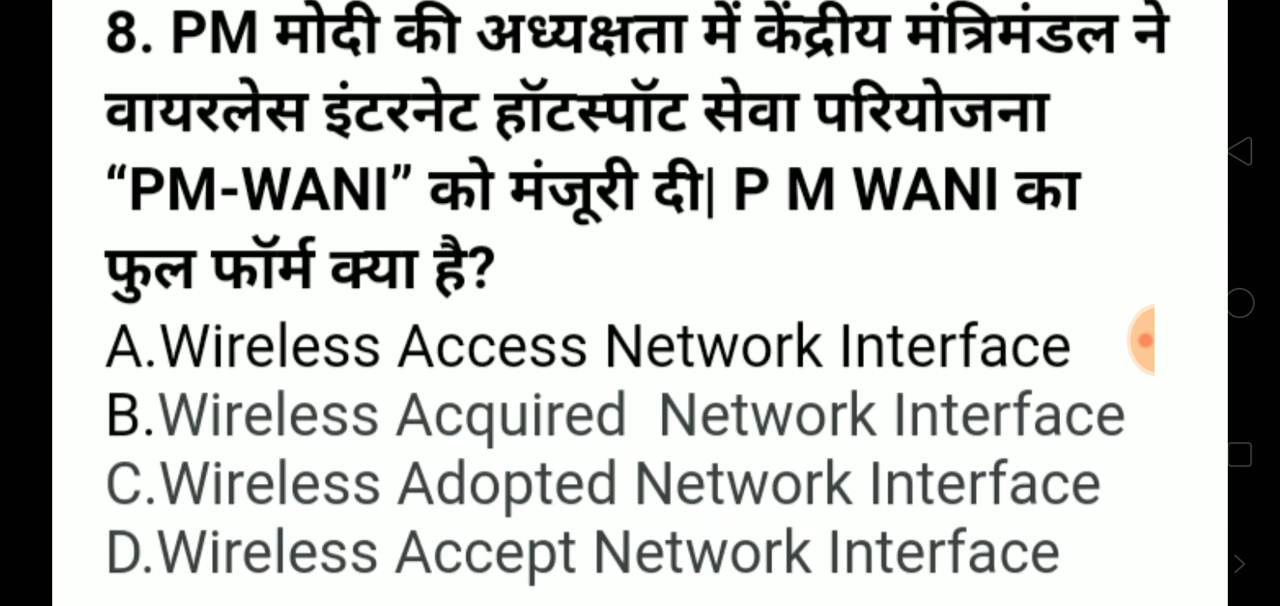 8. PM मोदी की अध्यक्षता में केंद्रीय मंत्रिमंडल ने
वायरलेस इंटरनेट हॉटस्पॉट सेवा परियोजना
“PM-WANI” को मंजूरी दी| P M WANI का
फुल फॉर्म क्या है?
A.Wireless Access Network Interface
B.Wireless Acquired  Network Interface
C.Wireless Adopted Network Interface
D.Wireless Accept Network Interface